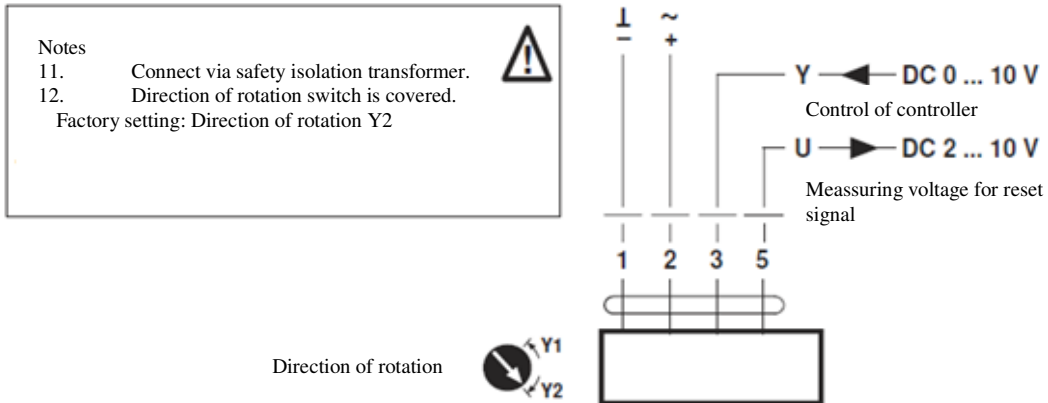 Notes
11. Connect via safety isolation transformer.
12. Direction of rotation switch is covered.
Factory setting: Direction of rotation Y2
⊥ ~
– +
Y DC 0 ... 10 V
Control of controller
U DC 2 ... 10 V
Meassuring voltage for reset
signal
1 2 3 5
Direction of rotation
Y1
Y2